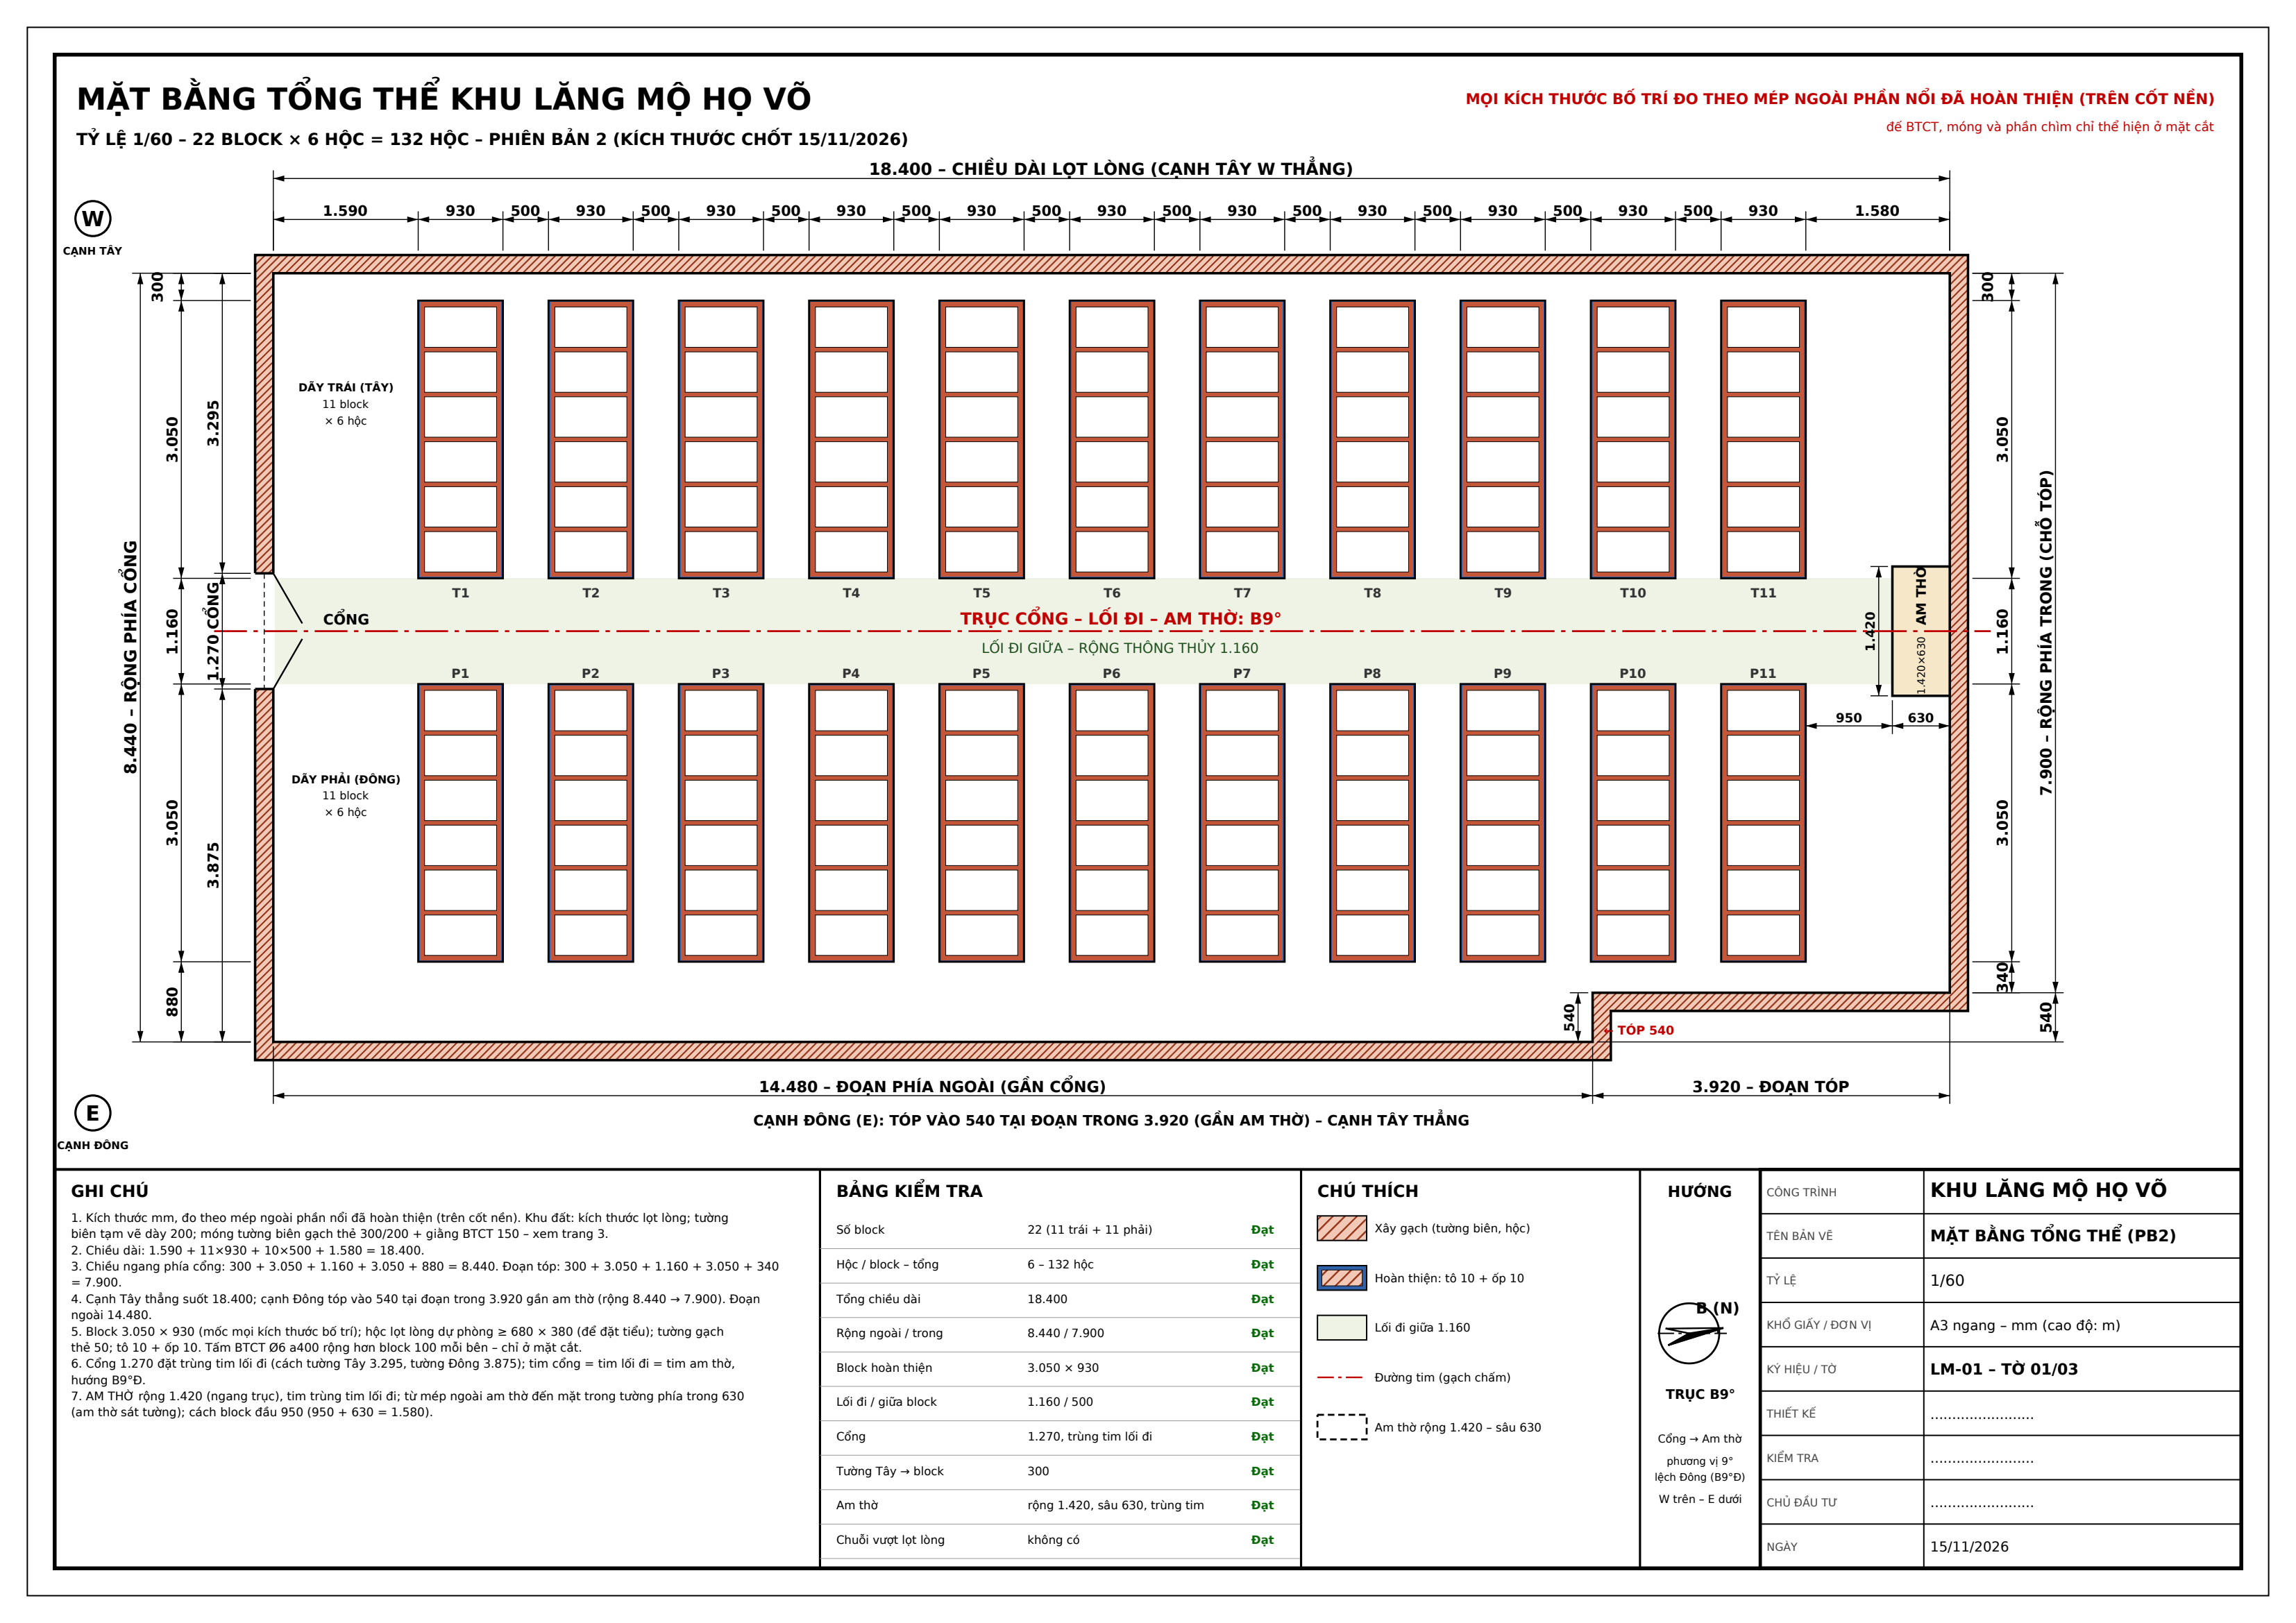 MẶT BẰNG TỔNG THỂ KHU LĂNG MỘ HỌ VÕ
TỶ LỆ 1/60 – 22 BLOCK × 6 HỘC = 132 HỘC – PHIÊN BẢN 2 (KÍCH THƯỚC CHỐT 15/11/2026)
MỌI KÍCH THƯỚC BỐ TRÍ ĐO THEO MÉP NGOÀI PHẦN NỔI ĐÃ HOÀN THIỆN (TRÊN CỐT NỀN)
đế BTCT, móng và phần chìm chỉ thể hiện ở mặt cắt
18.400 – CHIỀU DÀI LỌT LÒNG (CẠNH TÂY W THẲNG)
W
CẠNH TÂY
1.590 930 500 930 500 930 500 930 500 930 500 930 500 930 500 930 500 930 500 930 500 930 1.580
8.440 – RỘNG PHÍA CỔNG
300
3.050
1.160
3.050
880
3.295
1.270 CỔNG
3.875
DÃY TRÁI (TÂY)
11 block
× 6 hộc
T1 T2 T3 T4 T5 T6 T7 T8 T9 T10 T11
CỔNG
TRỤC CỔNG – LỐI ĐI – AM THỜ: B9°
LỐI ĐI GIỮA – RỘNG THÔNG THỦY 1.160
P1 P2 P3 P4 P5 P6 P7 P8 P9 P10 P11
DÃY PHẢI (ĐÔNG)
11 block
× 6 hộc
1.420
AM THỜ
1.420×630
950 630
300
3.050
1.160
3.050
340
540
7.900 – RỘNG PHÍA TRONG (CHỖ TÓP)
540
← TÓP 540
14.480 – ĐOẠN PHÍA NGOÀI (GẦN CỔNG)
3.920 – ĐOẠN TÓP
CẠNH ĐÔNG (E): TÓP VÀO 540 TẠI ĐOẠN TRONG 3.920 (GẦN AM THỜ) – CẠNH TÂY THẲNG
E
CẠNH ĐÔNG
GHI CHÚ
1. Kích thước mm, đo theo mép ngoài phần nổi đã hoàn thiện (trên cốt nền). Khu đất: kích thước lọt lòng; tường
biên tạm vẽ dày 200; móng tường biên gạch thẻ 300/200 + giằng BTCT 150 – xem trang 3.
2. Chiều dài: 1.590 + 11×930 + 10×500 + 1.580 = 18.400.
3. Chiều ngang phía cổng: 300 + 3.050 + 1.160 + 3.050 + 880 = 8.440. Đoạn tóp: 300 + 3.050 + 1.160 + 3.050 + 340
= 7.900.
4. Cạnh Tây thẳng suốt 18.400; cạnh Đông tóp vào 540 tại đoạn trong 3.920 gần am thờ (rộng 8.440 → 7.900). Đoạn
ngoài 14.480.
5. Block 3.050 × 930 (mốc mọi kích thước bố trí); hộc lọt lòng dự phòng ≥ 680 × 380 (để đặt tiểu); tường gạch
thẻ 50; tô 10 + ốp 10. Tấm BTCT Ø6 a400 rộng hơn block 100 mỗi bên – chỉ ở mặt cắt.
6. Cổng 1.270 đặt trùng tim lối đi (cách tường Tây 3.295, tường Đông 3.875); tim cổng = tim lối đi = tim am thờ,
hướng B9°Đ.
7. AM THỜ rộng 1.420 (ngang trục), tim trùng tim lối đi; từ mép ngoài am thờ đến mặt trong tường phía trong 630
(am thờ sát tường); cách block đầu 950 (950 + 630 = 1.580).
BẢNG KIỂM TRA
Số block 22 (11 trái + 11 phải) Đạt
Hộc / block – tổng 6 – 132 hộc Đạt
Tổng chiều dài 18.400 Đạt
Rộng ngoài / trong 8.440 / 7.900 Đạt
Block hoàn thiện 3.050 × 930 Đạt
Lối đi / giữa block 1.160 / 500 Đạt
Cổng 1.270, trùng tim lối đi Đạt
Tường Tây → block 300 Đạt
Am thờ rộng 1.420, sâu 630, trùng tim Đạt
Chuỗi vượt lọt lòng không có Đạt
CHÚ THÍCH
Xây gạch (tường biên, hộc)
Hoàn thiện: tô 10 + ốp 10
Lối đi giữa 1.160
Đường tim (gạch chấm)
Am thờ rộng 1.420 – sâu 630
HƯỚNG
B (N)
TRỤC B9°
Cổng → Am thờ
phương vị 9°
lệch Đông (B9°Đ)
W trên – E dưới
CÔNG TRÌNH KHU LĂNG MỘ HỌ VÕ
TÊN BẢN VẼ MẶT BẰNG TỔNG THỂ (PB2)
TỶ LỆ 1/60
KHỔ GIẤY / ĐƠN VỊ A3 ngang – mm (cao độ: m)
KÝ HIỆU / TỜ LM-01 – TỜ 01/03
THIẾT KẾ ........................
KIỂM TRA ........................
CHỦ ĐẦU TƯ ........................
NGÀY 15/11/2026